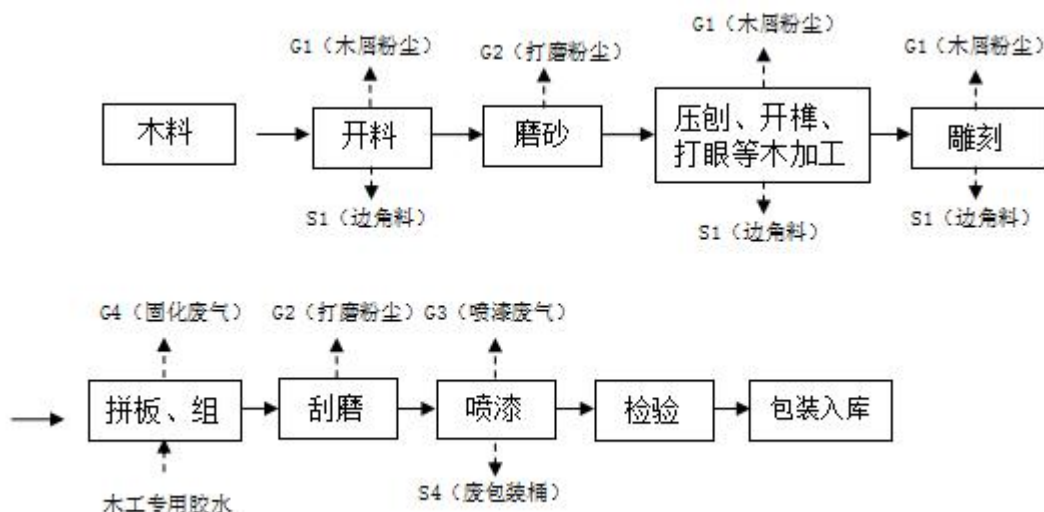 G1（木屑粉尘）
G2（打磨粉尘）
G1（木屑粉尘）
G1（木屑粉尘）
木料
开料
磨砂
压刨、开榫、
打眼等木加工
雕刻
S1（边角料）
S1（边角料）
S1（边角料）
G4（固化废气）
G2（打磨粉尘）
G3（喷漆废气）
拼板、组
刮磨
喷漆
检验
包装入库
木工专用胶水
S4（废包装桶）